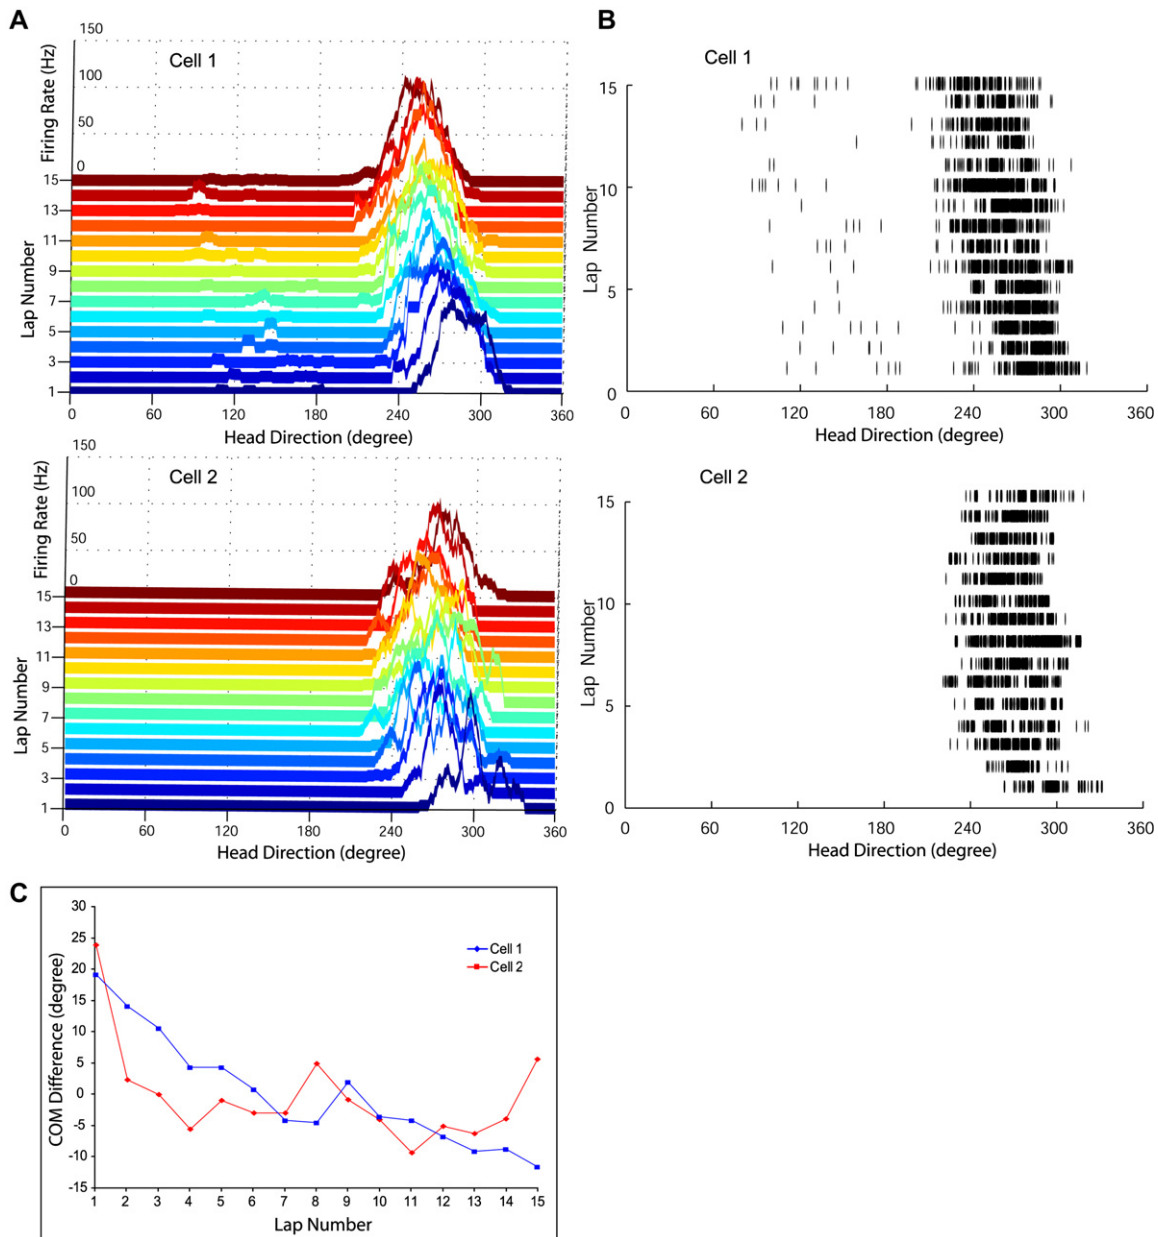 A
Cell 1
Firing Rate (Hz)
150
100
50
0
Lap Number
15
13
11
9
7
5
3
1
0 60 120 180 240 300 360
Head Direction (degree)
B
Cell 1
Lap Number
15
10
5
0
0 60 120 180 240 300 360
Head Direction (degree)
Cell 2
Firing Rate (Hz)
150
100
50
0
Lap Number
15
13
11
9
7
5
3
1
0 60 120 180 240 300 360
Head Direction (degree)
Cell 2
Lap Number
15
10
5
0
0 60 120 180 240 300 360
Head Direction (degree)
C
COM Difference (degree)
30
25
20
15
10
5
0
-5
-10
-15
Cell 1
Cell 2
1 2 3 4 5 6 7 8 9 10 11 12 13 14 15
Lap Number